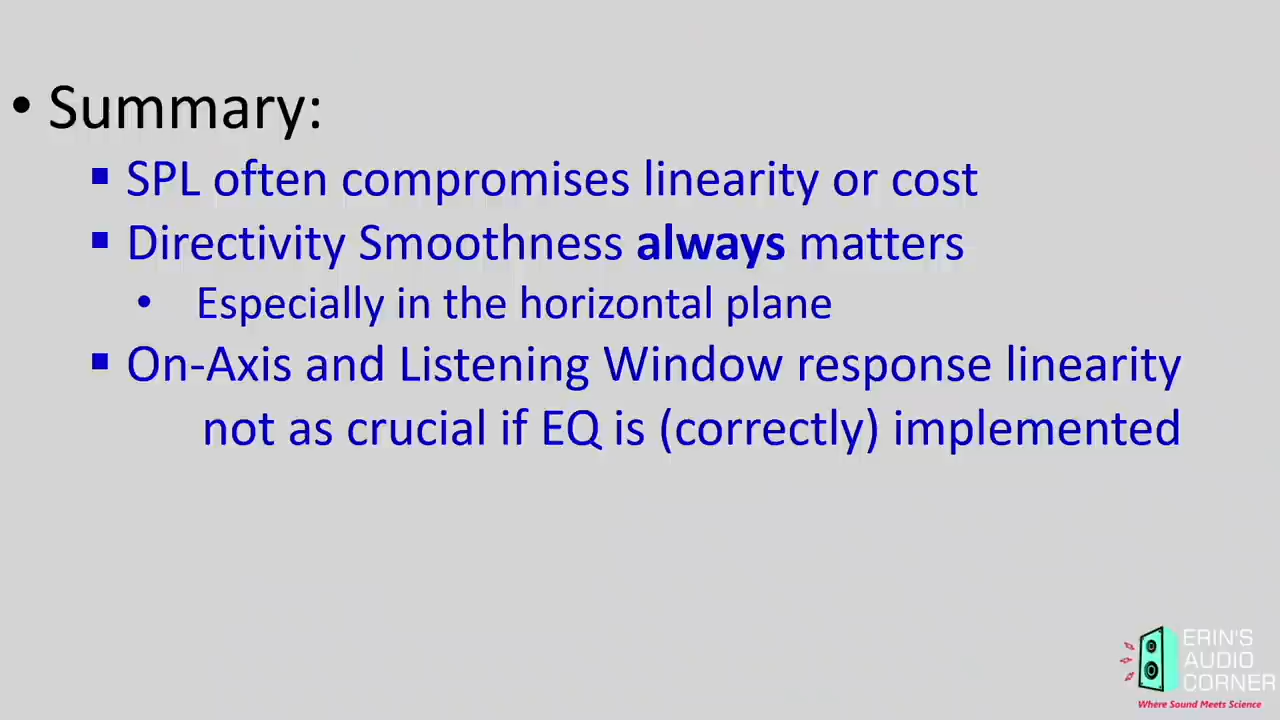 • Summary:
▪ SPL often compromises linearity or cost
▪ Directivity Smoothness always matters
• Especially in the horizontal plane
▪ On-Axis and Listening Window response linearity
not as crucial if EQ is (correctly) implemented
ERIN'S
AUDIO
CORNER
Where Sound Meets Science